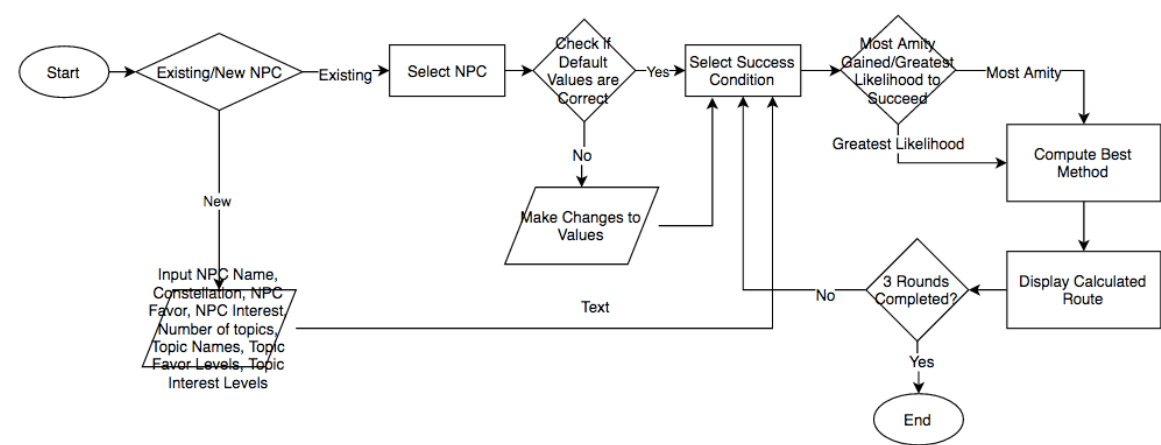 Start
Existing/New NPC
Existing
Select NPC
Check if
Default
Values are
Correct
Yes
Select Success
Condition
Most Amity
Gained/Greatest
Likelihood to
Succeed
Most Amity
Greatest Likelihood
Compute Best
Method
No
Make Changes to
Values
New
Input NPC Name,
Constellation, NPC
Favor, NPC Interest,
Number of topics,
Topic Names, Topic
Favor Levels, Topic
Interest Levels
Text
Display Calculated
Route
3 Rounds
Completed?
No
Yes
End